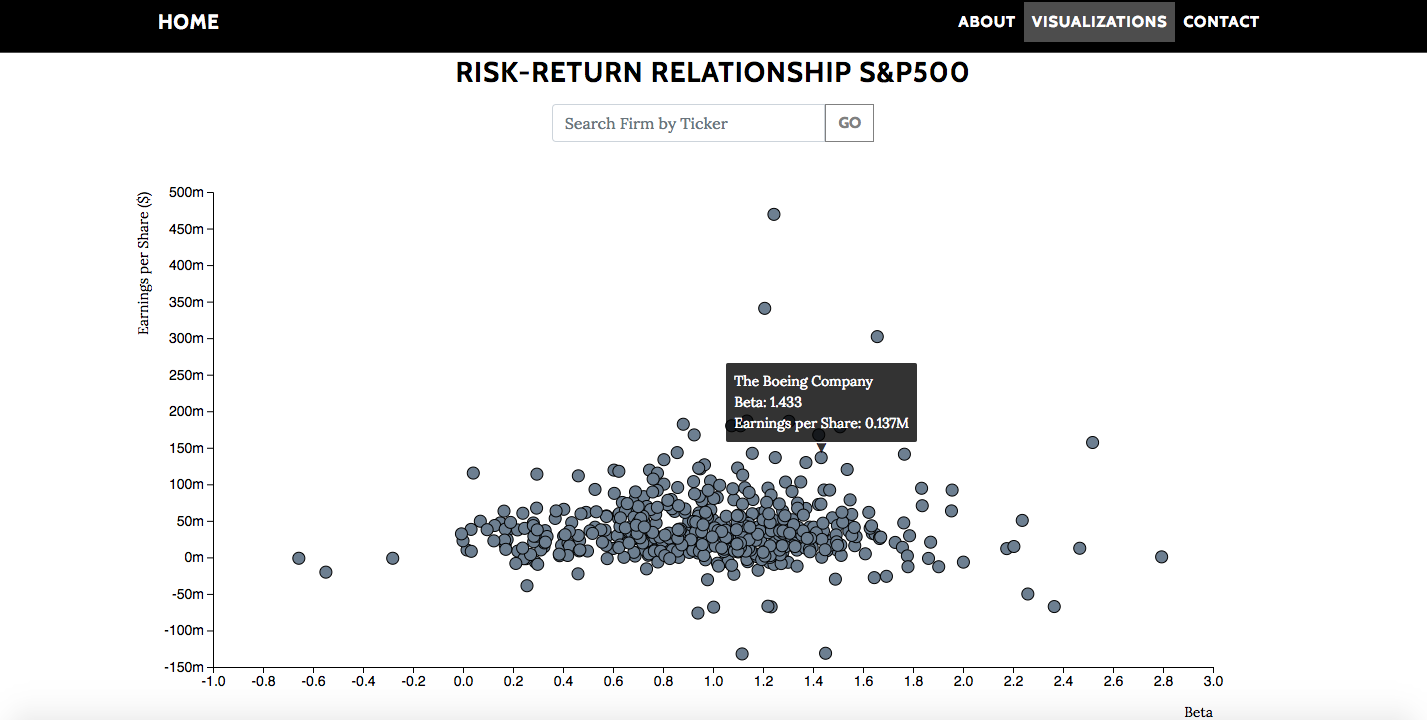 HOME ABOUT VISUALIZATIONS CONTACT
RISK-RETURN RELATIONSHIP S&P500
Search Firm by Ticker GO
Earnings per Share ($)
500m
450m
400m
350m
300m
250m
200m
150m
100m
50m
0m
-50m
-100m
-150m
The Boeing Company
Beta: 1.433
Earnings per Share: 0.137M
-1.0 -0.8 -0.6 -0.4 -0.2 0.0 0.2 0.4 0.6 0.8 1.0 1.2 1.4 1.6 1.8 2.0 2.2 2.4 2.6 2.8 3.0
Beta